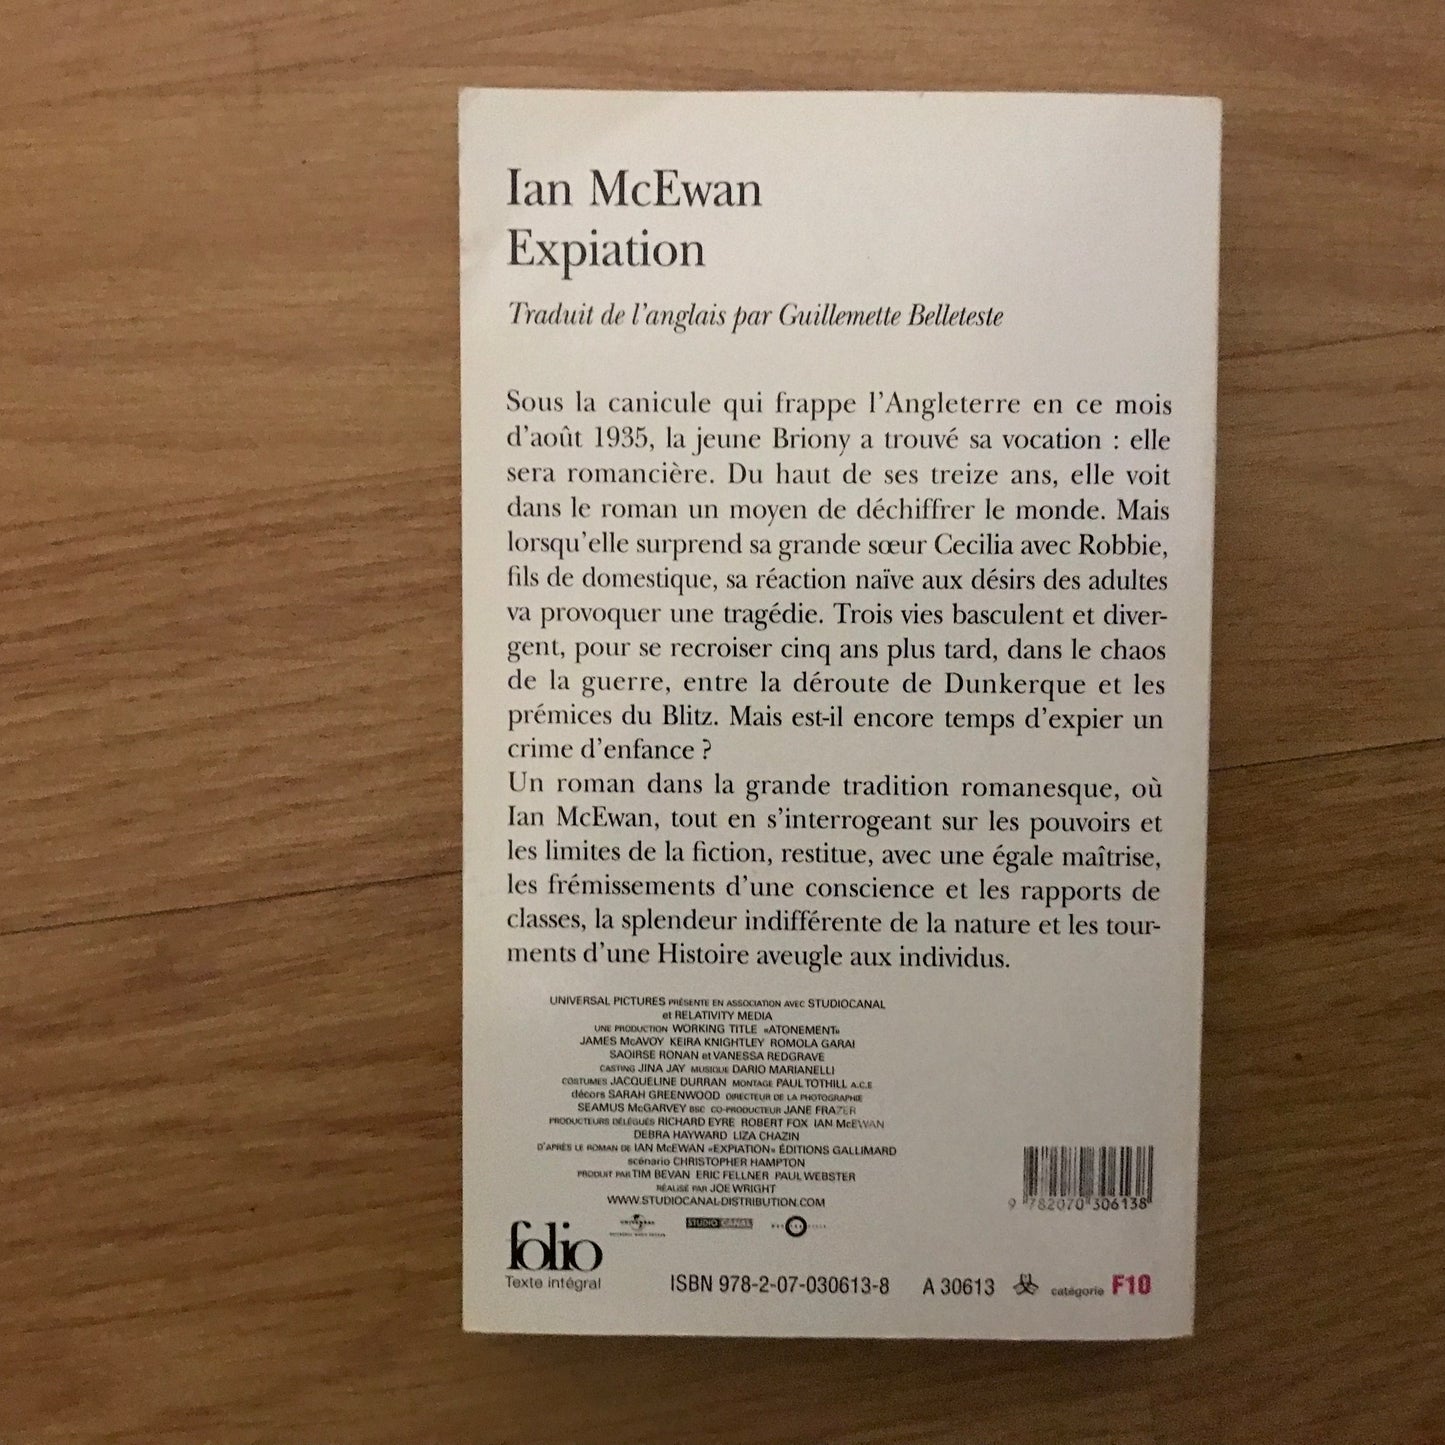 Ian McEwan
Expiation
Traduit de l'anglais par Guillemette Belleteste
Sous la canicule qui frappe l'Angleterre en ce mois
d'août 1935, la jeune Briony a trouvé sa vocation : elle
sera romancière. Du haut de ses treize ans, elle voit
dans le roman un moyen de déchiffrer le monde. Mais
lorsqu'elle surprend sa grande sœur Cecilia avec Robbie,
fils de domestique, sa réaction naïve aux désirs des adultes
va provoquer une tragédie. Trois vies basculent et diver-
gent, pour se recroiser cinq ans plus tard, dans le chaos
de la guerre, entre la déroute de Dunkerque et les
prémices du Blitz. Mais est-il encore temps d'expier un
crime d'enfance ?
Un roman dans la grande tradition romanesque, où
Ian McEwan, tout en s'interrogeant sur les pouvoirs et
les limites de la fiction, restitue, avec une égale maîtrise,
les frémissements d'une conscience et les rapports de
classes, la splendeur indifférente de la nature et les tour-
ments d'une Histoire aveugle aux individus.
UNIVERSAL PICTURES PRÉSENTE EN ASSOCIATION AVEC STUDIOCANAL
et RELATIVITY MEDIA
UNE PRODUCTION WORKING TITLE «ATONEMENT»
JAMES McAVOY KEIRA KNIGHTLEY ROMOLA GARAI
SAOIRSE RONAN et VANESSA REDGRAVE
CASTING JINA JAY MUSIQUE DARIO MARIANELLI
COSTUMES JACQUELINE DURRAN MONTAGE PAUL TOTHILL A.C.E
décors SARAH GREENWOOD DIRECTEUR DE LA PHOTOGRAPHIE
SEAMUS McGARVEY BSC CO-PRODUCTEUR JANE FRAZER
PRODUCTEURS DÉLÉGUÉS RICHARD EYRE ROBERT FOX IAN McEWAN
DEBRA HAYWARD LIZA CHAZIN
D'APRÈS LE ROMAN DE IAN McEWAN «EXPIATION» ÉDITIONS GALLIMARD
scénario CHRISTOPHER HAMPTON
PRODUIT PAR TIM BEVAN ERIC FELLNER PAUL WEBSTER
RÉALISÉ PAR JOE WRIGHT
WWW.STUDIOCANAL-DISTRIBUTION.COM
STUDIO CANAL
9 782070 306138
folio
Texte intégral
ISBN 978-2-07-030613-8 A 30613 catégorie F10